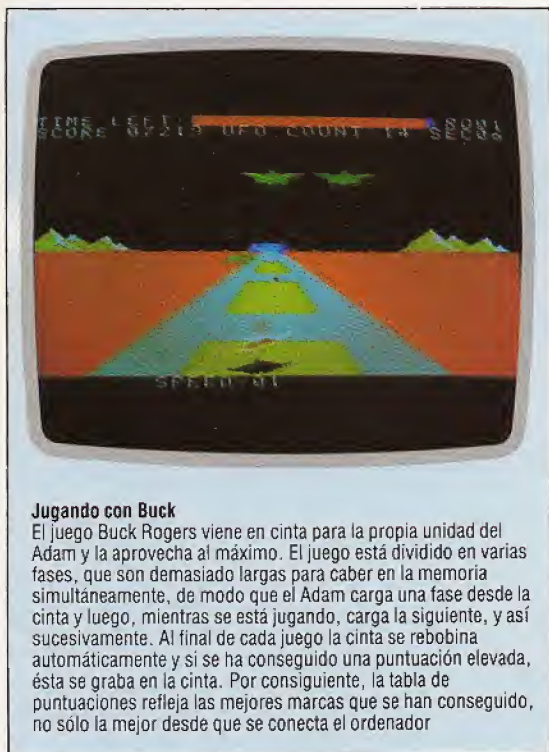 TIME LEFT: ROM1
SCORE 07215 UFO COUNT 14 SEC06
SPEED 01
Jugando con Buck
El juego Buck Rogers viene en cinta para la propia unidad del
Adam y la aprovecha al máximo. El juego está dividido en varias
fases, que son demasiado largas para caber en la memoria
simultáneamente, de modo que el Adam carga una fase desde la
cinta y luego, mientras se está jugando, carga la siguiente, y así
sucesivamente. Al final de cada juego la cinta se rebobina
automáticamente y si se ha conseguido una puntuación elevada,
ésta se graba en la cinta. Por consiguiente, la tabla de
puntuaciones refleja las mejores marcas que se han conseguido,
no sólo la mejor desde que se conecta el ordenador